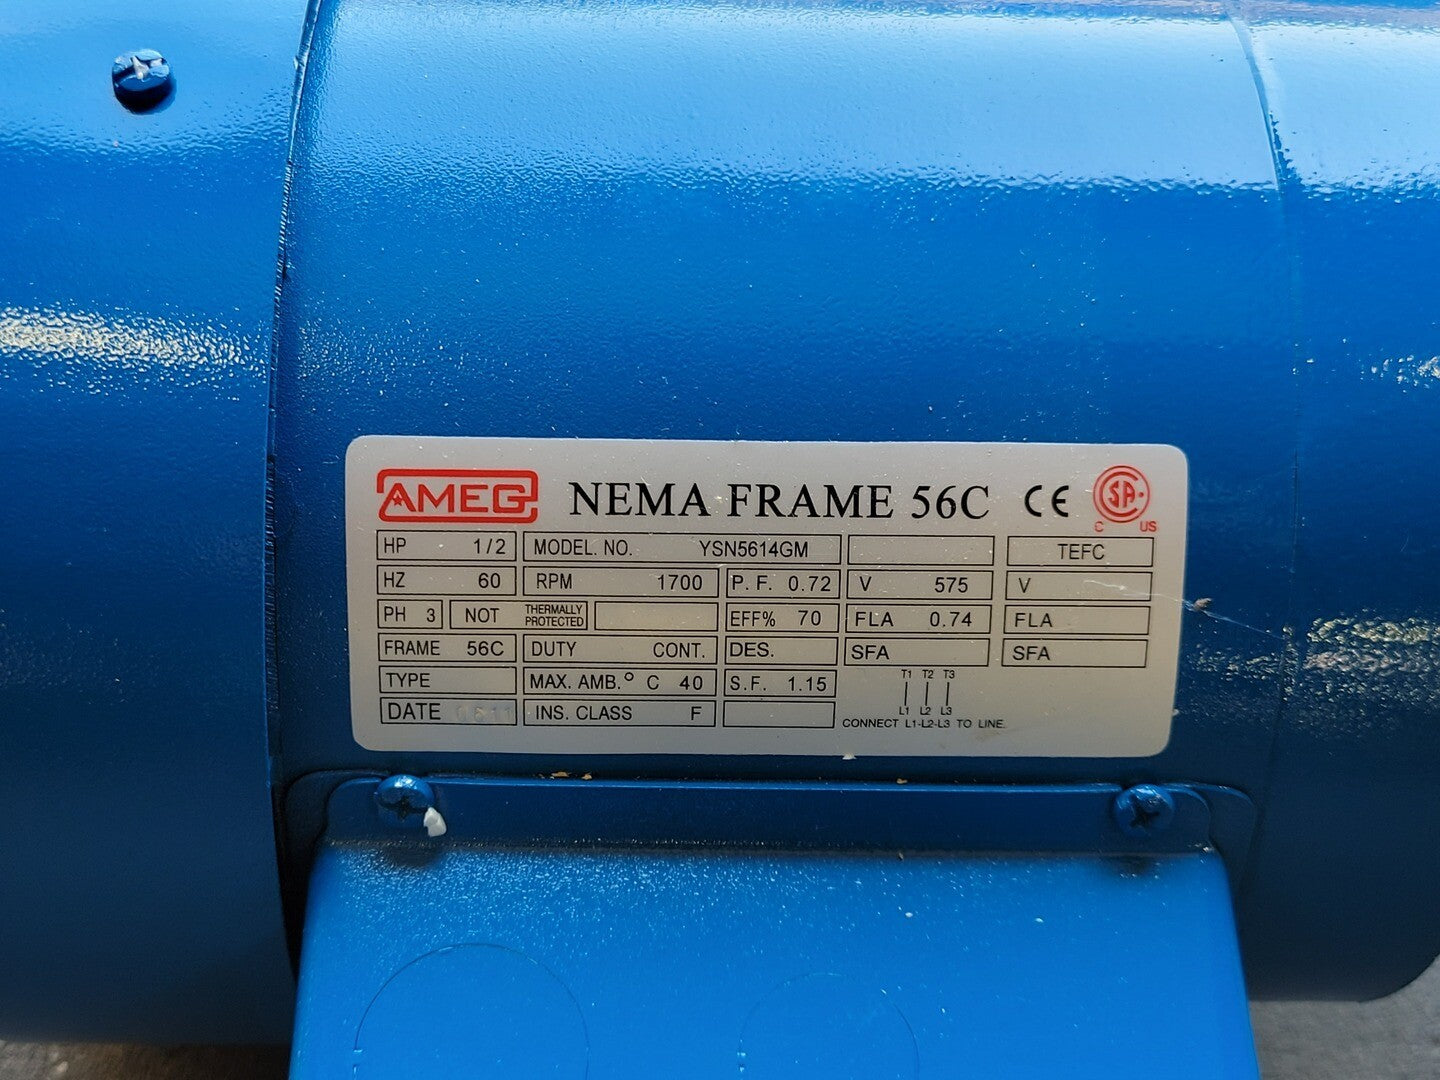 AMEG NEMA FRAME 56C CE CSA C US
HP 1/2 MODEL. NO. YSN5614GM TEFC
HZ 60 RPM 1700 P. F. 0.72 V 575 V
PH 3 NOT THERMALLY PROTECTED EFF% 70 FLA 0.74 FLA
FRAME 56C DUTY CONT. DES. SFA SFA
TYPE MAX. AMB.° C 40 S.F. 1.15 T1 T2 T3
DATE INS. CLASS F L1 L2 L3
CONNECT L1-L2-L3 TO LINE.